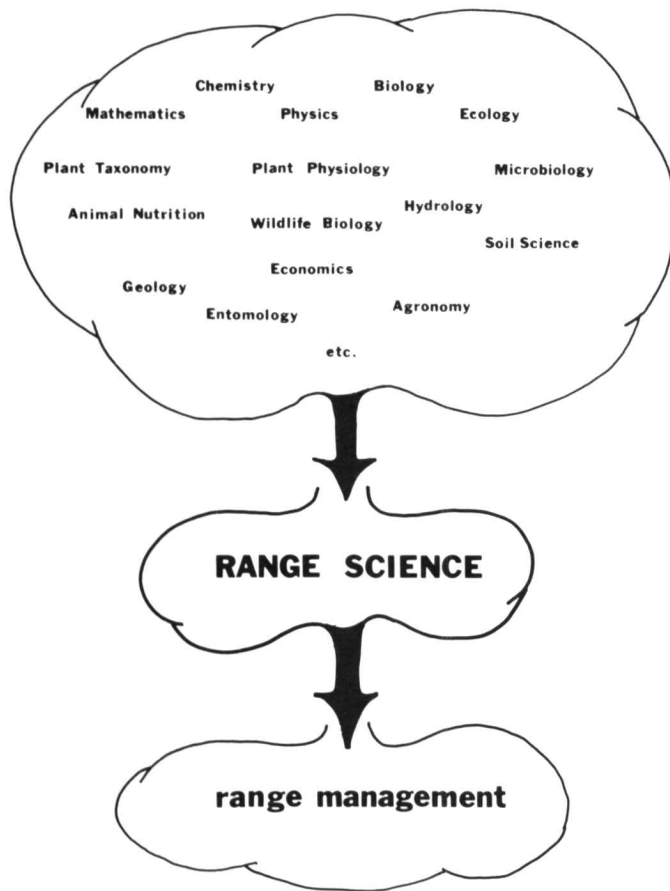 Chemistry Biology
Mathematics Physics Ecology
Plant Taxonomy Plant Physiology Microbiology
Hydrology
Animal Nutrition Wildlife Biology
Soil Science
Economics
Geology
Entomology Agronomy
etc.
RANGE SCIENCE
range management